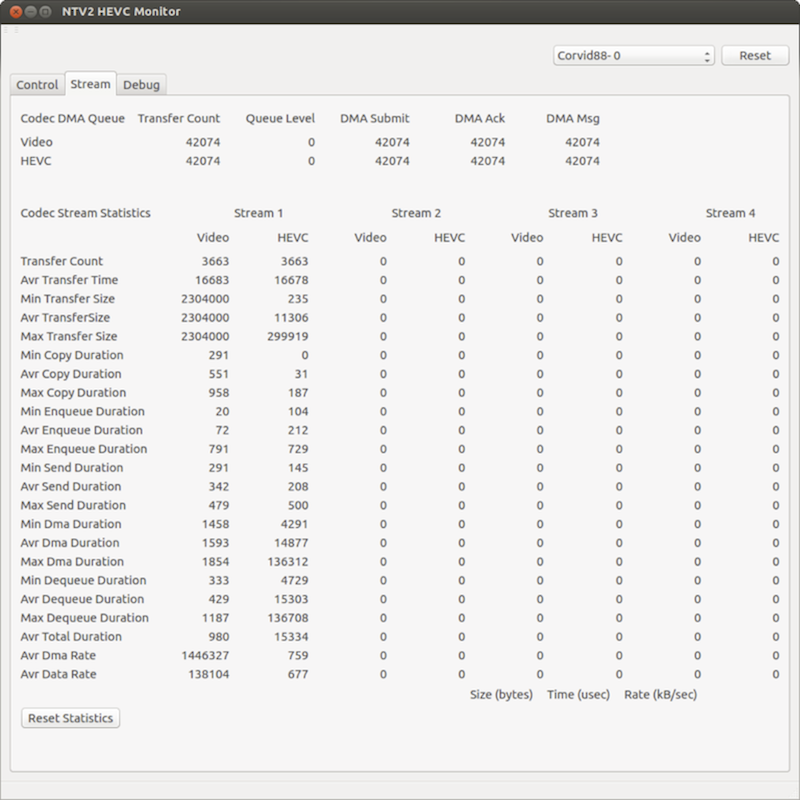 NTV2 HEVC Monitor
Corvid88- 0 Reset
Control Stream Debug
Codec DMA Queue Transfer Count Queue Level DMA Submit DMA Ack DMA Msg
Video 42074 0 42074 42074 42074
HEVC 42074 0 42074 42074 42074
Codec Stream Statistics Stream 1 Stream 2 Stream 3 Stream 4
Video HEVC Video HEVC Video HEVC Video HEVC
Transfer Count 3663 3663 0 0 0 0 0 0
Avr Transfer Time 16683 16678 0 0 0 0 0 0
Min Transfer Size 2304000 235 0 0 0 0 0 0
Avr TransferSize 2304000 11306 0 0 0 0 0 0
Max Transfer Size 2304000 299919 0 0 0 0 0 0
Min Copy Duration 291 0 0 0 0 0 0 0
Avr Copy Duration 551 31 0 0 0 0 0 0
Max Copy Duration 958 187 0 0 0 0 0 0
Min Enqueue Duration 20 104 0 0 0 0 0 0
Avr Enqueue Duration 72 212 0 0 0 0 0 0
Max Enqueue Duration 791 729 0 0 0 0 0 0
Min Send Duration 291 145 0 0 0 0 0 0
Avr Send Duration 342 208 0 0 0 0 0 0
Max Send Duration 479 500 0 0 0 0 0 0
Min Dma Duration 1458 4291 0 0 0 0 0 0
Avr Dma Duration 1593 14877 0 0 0 0 0 0
Max Dma Duration 1854 136312 0 0 0 0 0 0
Min Dequeue Duration 333 4729 0 0 0 0 0 0
Avr Dequeue Duration 429 15303 0 0 0 0 0 0
Max Dequeue Duration 1187 136708 0 0 0 0 0 0
Avr Total Duration 980 15334 0 0 0 0 0 0
Avr Dma Rate 1446327 759 0 0 0 0 0 0
Avr Data Rate 138104 677 0 0 0 0 0 0
Size (bytes) Time (usec) Rate (kB/sec)
Reset Statistics